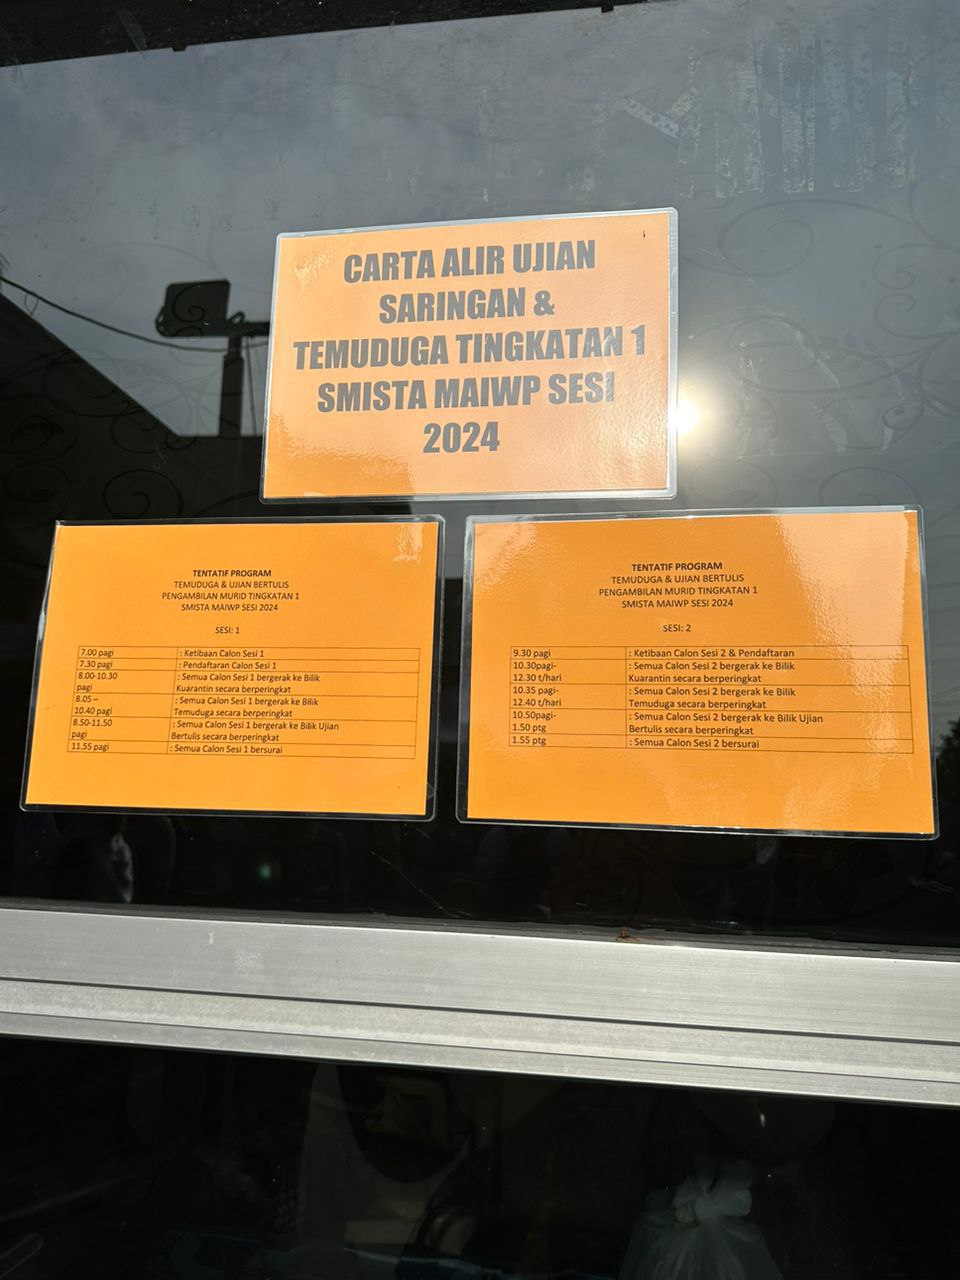 CARTA ALIR UJIAN
SARINGAN &
TEMUDUGA TINGKATAN 1
SMISTA MAIWP SESI
2024
TENTATIF PROGRAM
TEMUDUGA & UJIAN BERTULIS
PENGAMBILAN MURID TINGKATAN 1
SMISTA MAIWP SESI 2024
SESI: 1
7.00 pagi : Ketibaan Calon Sesi 1
7.30 pagi : Pendaftaran Calon Sesi 1
8.00-10.30 : Semua Calon Sesi 1 bergerak ke Bilik
pagi Kuarantin secara berperingkat
8.05 – : Semua Calon Sesi 1 bergerak ke Bilik
10.40 pagi Temuduga secara berperingkat
8.50-11.50 : Semua Calon Sesi 1 bergerak ke Bilik Ujian
pagi Bertulis secara berperingkat
11.55 pagi : Semua Calon Sesi 1 bersurai
TENTATIF PROGRAM
TEMUDUGA & UJIAN BERTULIS
PENGAMBILAN MURID TINGKATAN 1
SMISTA MAIWP SESI 2024
SESI: 2
9.30 pagi : Ketibaan Calon Sesi 2 & Pendaftaran
10.30pagi- : Semua Calon Sesi 2 bergerak ke Bilik
12.30 t/hari Kuarantin secara berperingkat
10.35 pagi- : Semua Calon Sesi 2 bergerak ke Bilik
12.40 t/hari Temuduga secara berperingkat
10.50pagi- : Semua Calon Sesi 2 bergerak ke Bilik Ujian
1.50 ptg Bertulis secara berperingkat
1.55 ptg : Semua Calon Sesi 2 bersurai